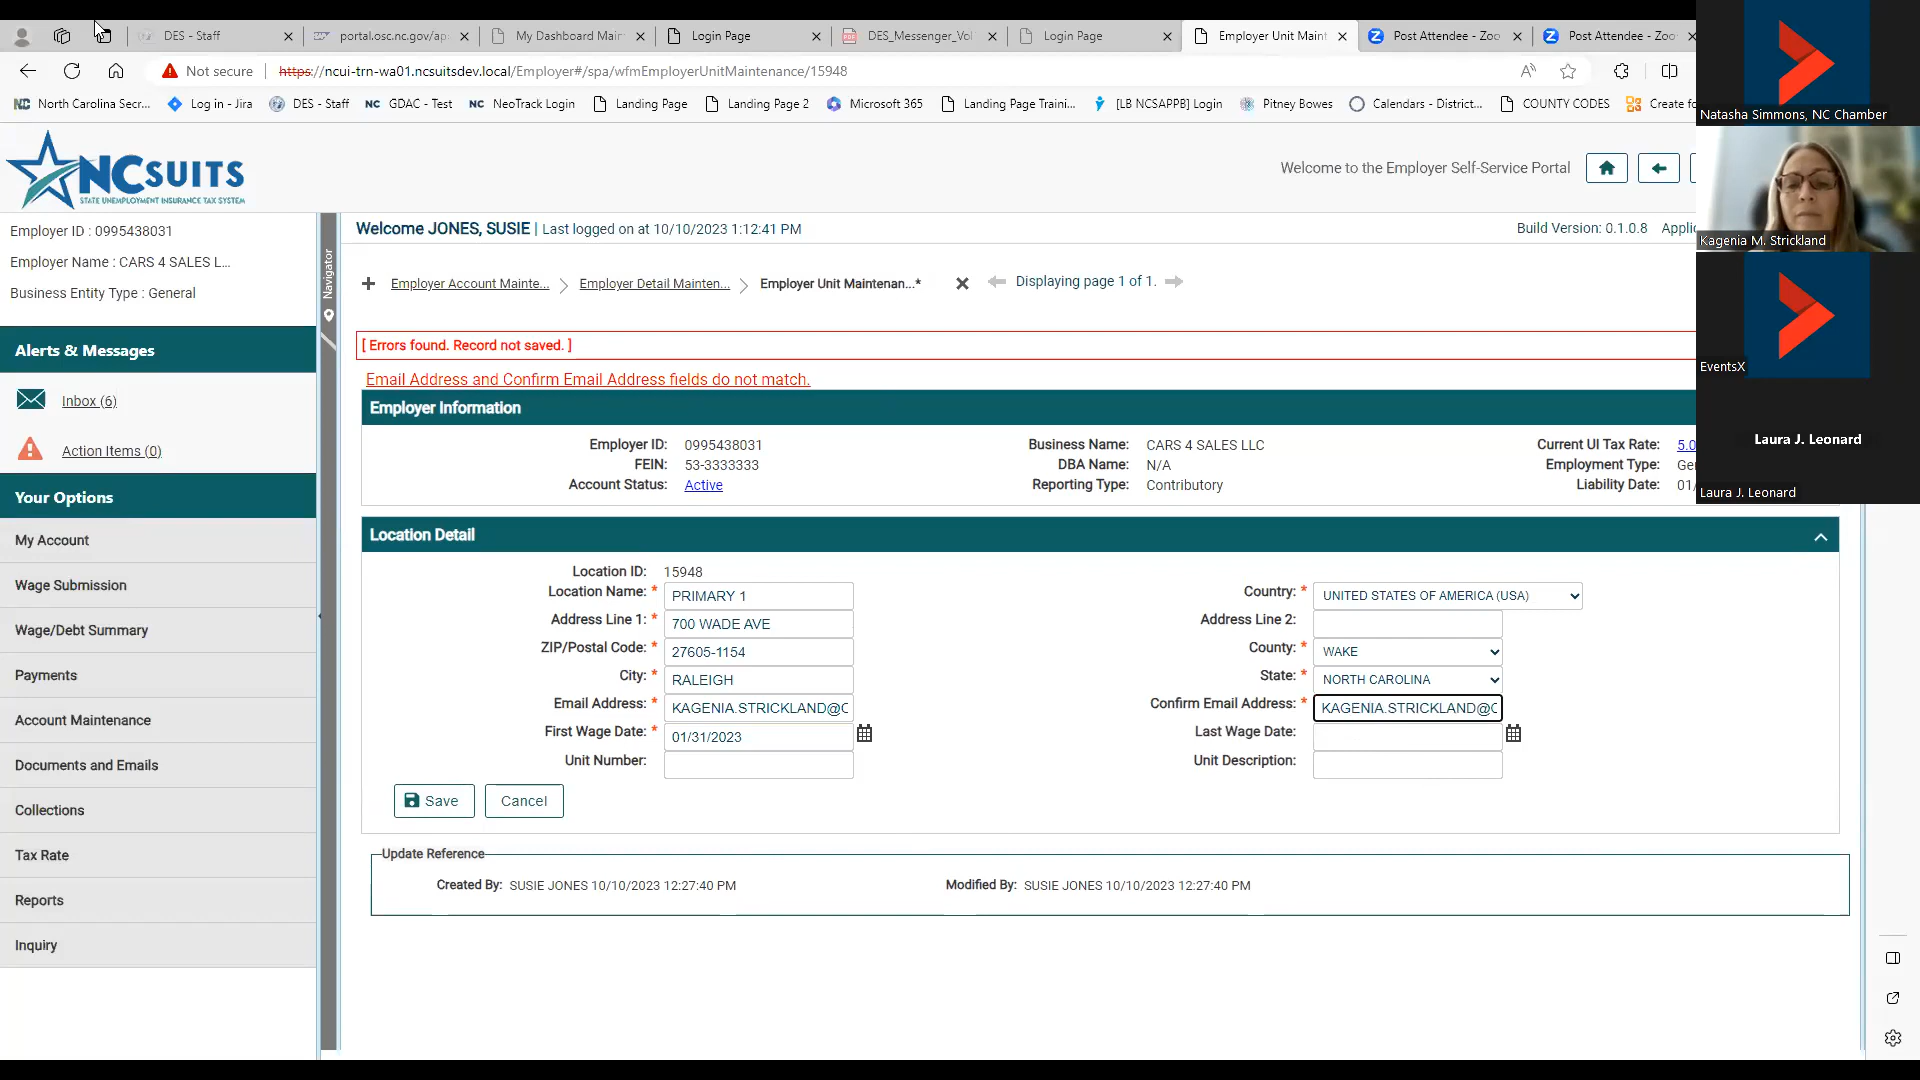 DES - Staff
portal.osc.nc.gov/ap
My Dashboard Main
Login Page
DES_Messenger_Vol
Login Page
Employer Unit Maint
Post Attendee - Zoo
Post Attendee - Zoo
Not secure
https://ncui-trn-wa01.ncsuitsdev.local/Employer#/spa/wfmEmployerUnitMaintenance/15948
North Carolina Secr...
Log in - Jira
DES - Staff
GDAC - Test
NeoTrack Login
Landing Page
Landing Page 2
Microsoft 365
Landing Page Traini...
[LB NCSAPPB] Login
Pitney Bowes
Calendars - District...
COUNTY CODES
Create fo
Natasha Simmons, NC Chamber
Kagenia M. Strickland
EventsX
Laura J. Leonard
Laura J. Leonard
NCSUITS
STATE UNEMPLOYMENT INSURANCE TAX SYSTEM
Welcome to the Employer Self-Service Portal
Employer ID : 0995438031
Employer Name : CARS 4 SALES L...
Business Entity Type : General
Alerts & Messages
Inbox (6)
Action Items (0)
Your Options
My Account
Wage Submission
Wage/Debt Summary
Payments
Account Maintenance
Documents and Emails
Collections
Tax Rate
Reports
Inquiry
Navigator
Welcome JONES, SUSIE | Last logged on at 10/10/2023 1:12:41 PM
Build Version: 0.1.0.8 Applic
Employer Account Mainte...
Employer Detail Mainten...
Employer Unit Maintenan...*
Displaying page 1 of 1.
[ Errors found. Record not saved. ]
Email Address and Confirm Email Address fields do not match.
Employer Information
Employer ID: 0995438031
Business Name: CARS 4 SALES LLC
Current UI Tax Rate: 5.0
FEIN: 53-3333333
DBA Name: N/A
Employment Type: Ge
Account Status: Active
Reporting Type: Contributory
Liability Date: 01/
Location Detail
Location ID: 15948
Location Name: * PRIMARY 1
Country: * UNITED STATES OF AMERICA (USA)
Address Line 1: * 700 WADE AVE
Address Line 2:
ZIP/Postal Code: * 27605-1154
County: * WAKE
City: * RALEIGH
State: * NORTH CAROLINA
Email Address: * KAGENIA.STRICKLAND@C
Confirm Email Address: * KAGENIA.STRICKLAND@C
First Wage Date: * 01/31/2023
Last Wage Date:
Unit Number:
Unit Description:
Save
Cancel
Update Reference
Created By: SUSIE JONES 10/10/2023 12:27:40 PM
Modified By: SUSIE JONES 10/10/2023 12:27:40 PM